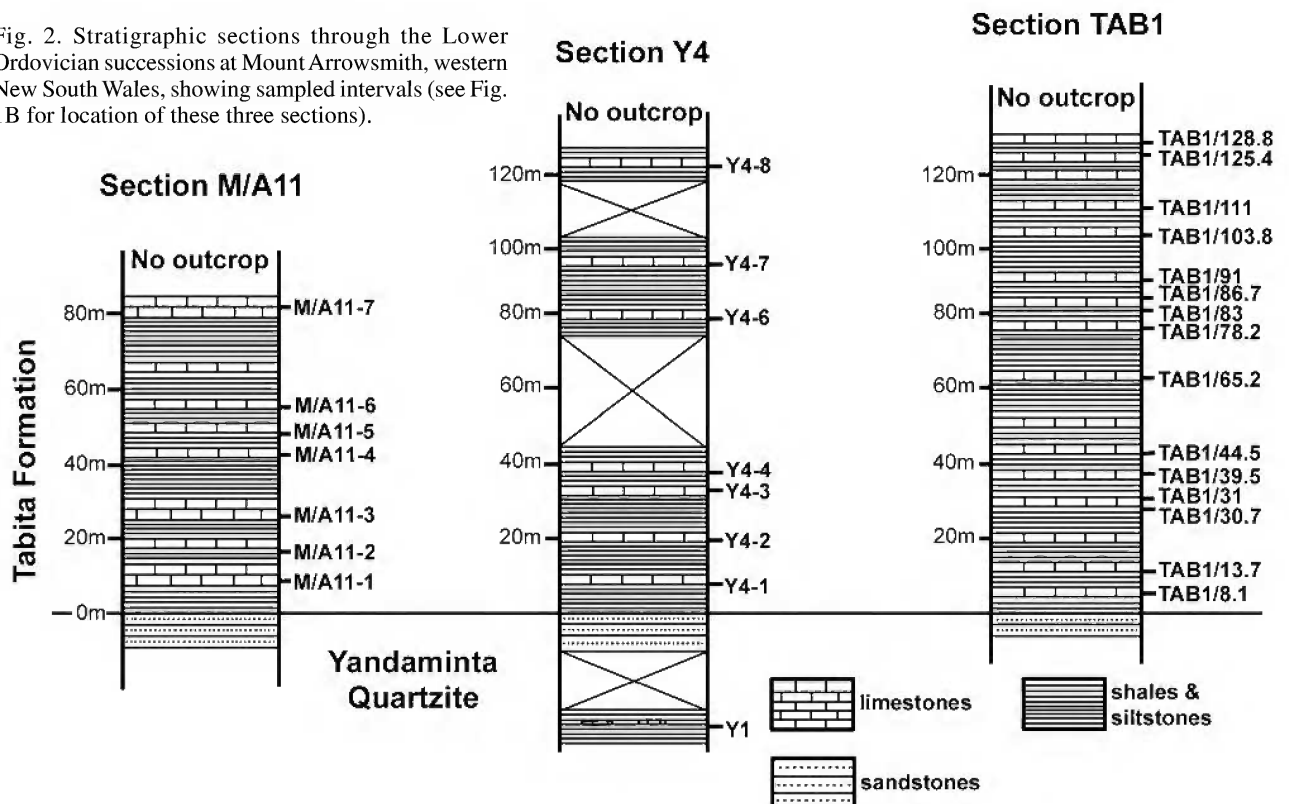 Fig. 2. Stratigraphic sections through the Lower
Ordovician successions at Mount Arrowsmith, western
New South Wales, showing sampled intervals (see Fig.
1B for location of these three sections).
Section M/A11
No outcrop
80m
60m
40m
20m
0m
M/A11-7
M/A11-6
M/A11-5
M/A11-4
M/A11-3
M/A11-2
M/A11-1
Tabita Formation
Yandaminta
Quartzite
Section Y4
No outcrop
120m
100m
80m
60m
40m
20m
Y4-8
Y4-7
Y4-6
Y4-4
Y4-3
Y4-2
Y4-1
Y1
Section TAB1
No outcrop
120m
100m
80m
60m
40m
20m
TAB1/128.8
TAB1/125.4
TAB1/111
TAB1/103.8
TAB1/91
TAB1/86.7
TAB1/83
TAB1/78.2
TAB1/65.2
TAB1/44.5
TAB1/39.5
TAB1/31
TAB1/30.7
TAB1/13.7
TAB1/8.1
limestones
shales &
siltstones
sandstones